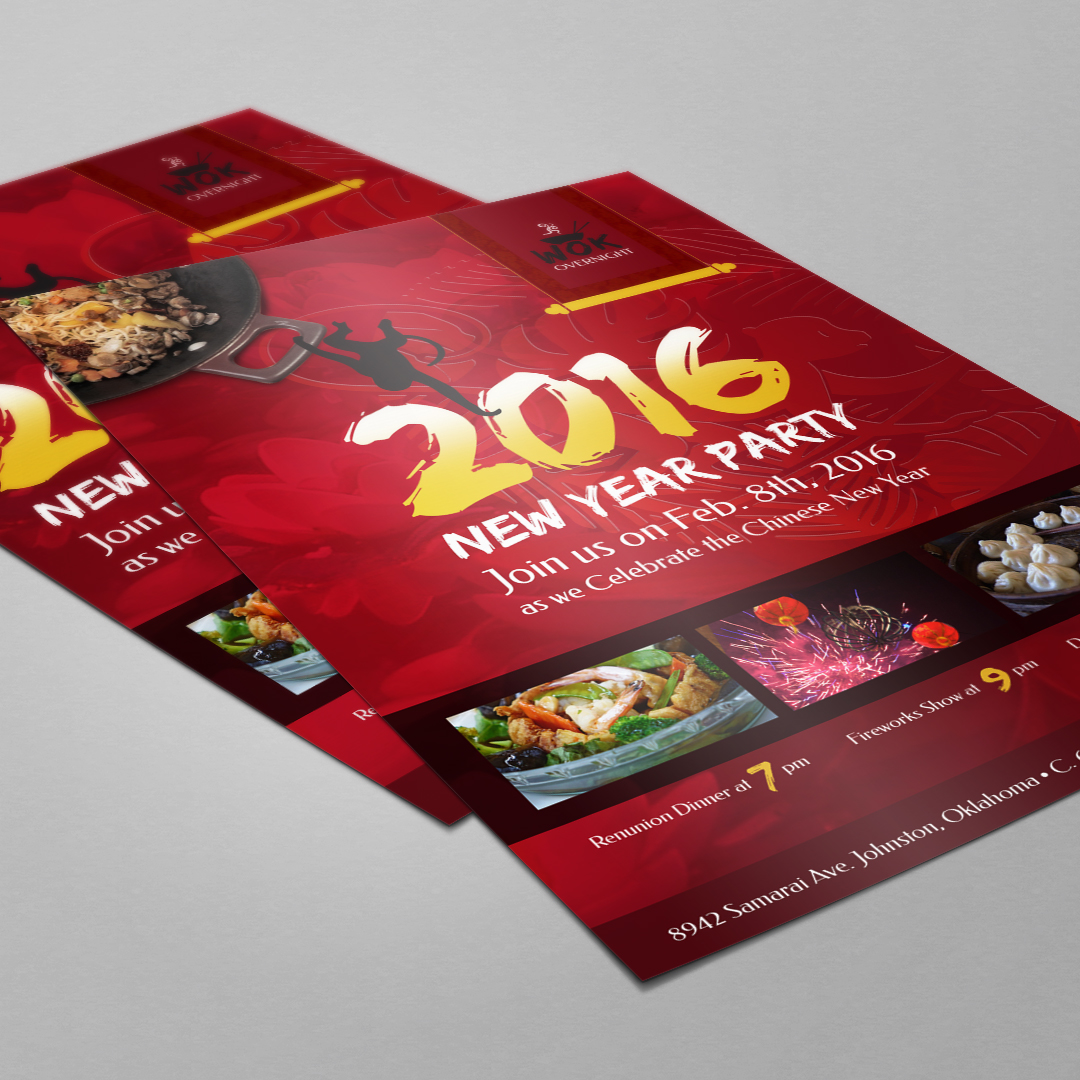 WOK
OVERNIGHT
2
NEW
Join u
as we
Re
WOK
OVERNIGHT
2016
NEW YEAR PARTY
Join us on Feb. 8th, 2016
as we Celebrate the Chinese New Year
Renunion Dinner at 7 pm
Fireworks Show at 9 pm
D
8942 Samarai Ave. Johnston, Oklahoma • C.